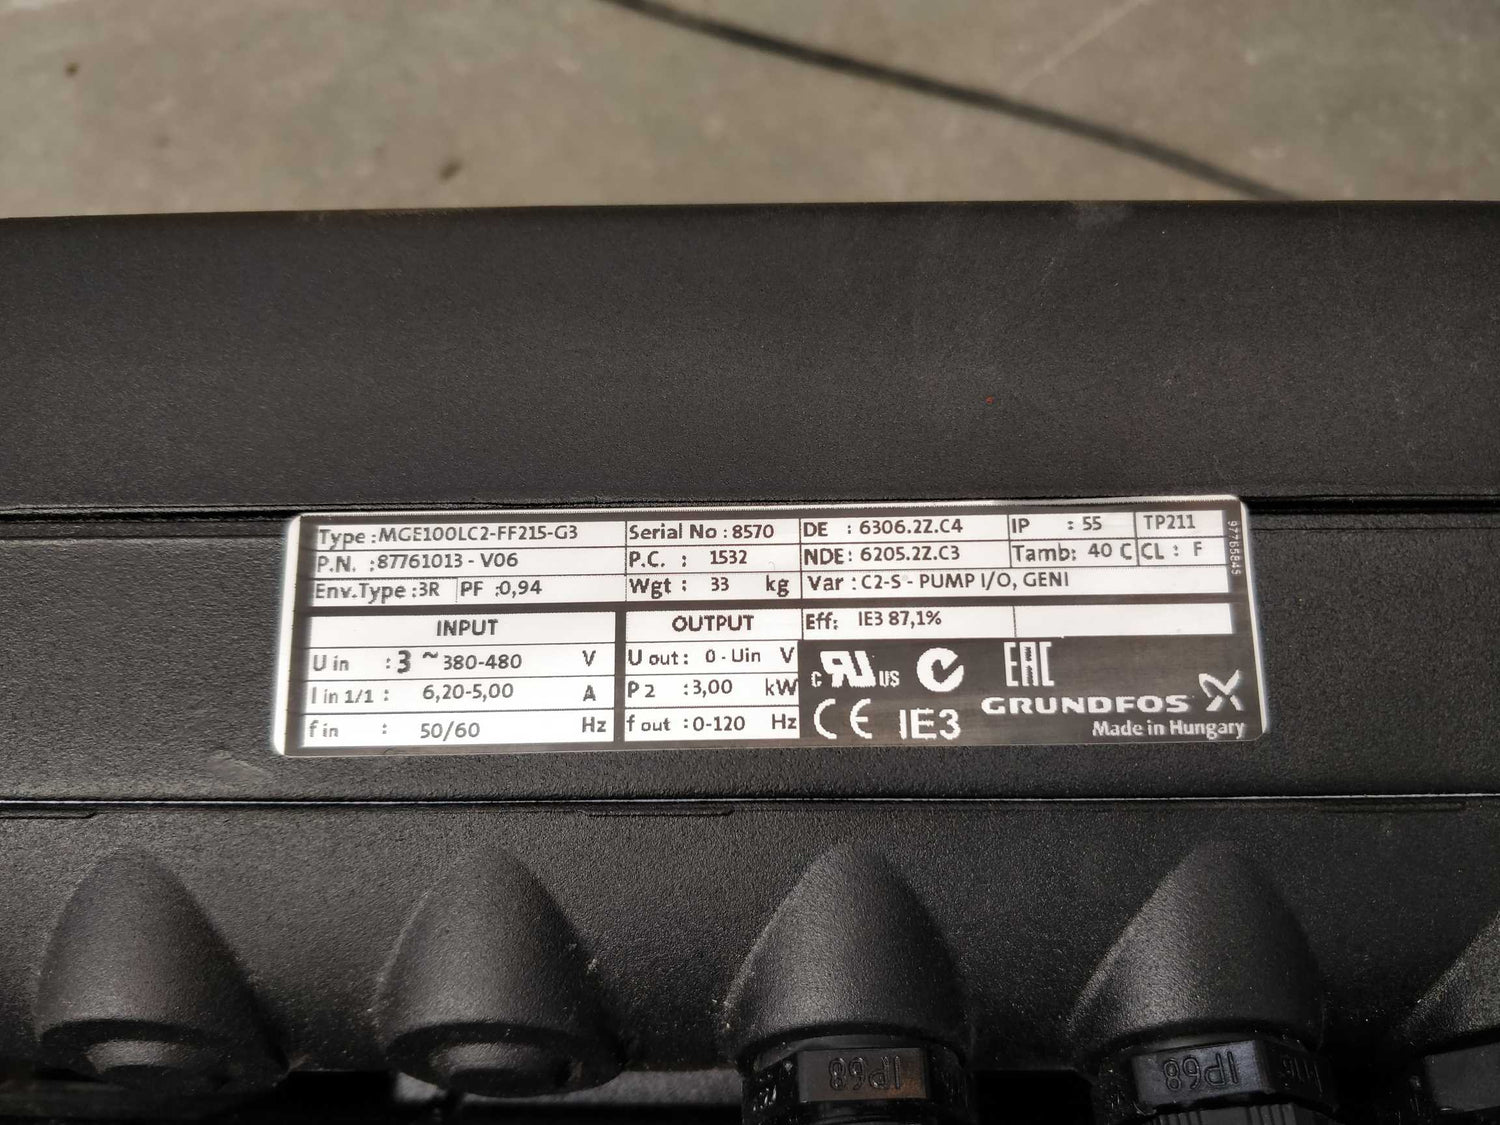 Type : MGE100LC2-FF215-G3
P.N. : 87761013 - V06
Env.Type : 3R PF : 0,94
Serial No : 8570
P.C. : 1532
Wgt : 33 kg
DE : 6306.2Z.C4
NDE : 6205.2Z.C3
Var : C2-S - PUMP I/O, GENI
IP : 55
Tamb: 40 C
TP211
CL : F
97765845
INPUT
U in : 3 ~ 380-480 V
I in 1/1 : 6,20-5,00 A
f in : 50/60 Hz
OUTPUT
U out : 0 - Uin V
P 2 : 3,00 kW
f out : 0-120 Hz
Eff: IE3 87,1%
c RU US
EAC
CE IE3
GRUNDFOS
Made in Hungary
IP68
IP68